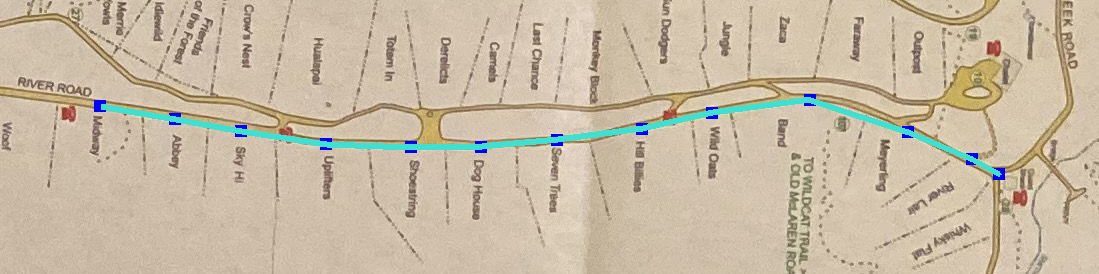 Merrie
Idlewild
Friends
of the Forest
Crow's Nest
Hualapai
Totem In
Derelicts
Camels
Last Chance
Monkey Block
Sun Dodgers
Jungle
Zaca
Faraway
Outpost
RIVER ROAD
Woof
Midway
Abbey
Sky Hi
Uplifters
Shoestring
Dog House
Seven Trees
Hill Billies
Wild Oats
Band
TO WILDCAT TRAIL
& OLD McLAREN
Meyerling
River Lair
Whisky Flat
EEK ROAD